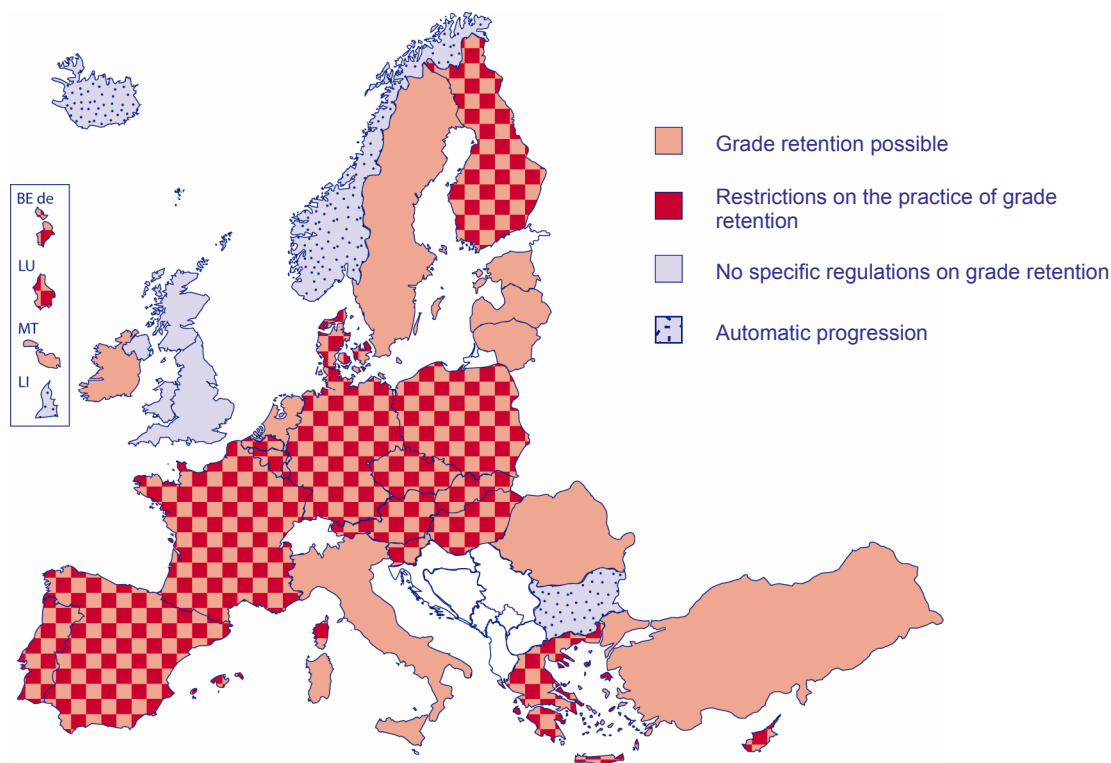 BE de
LU
MT
LI
Grade retention possible
Restrictions on the practice of grade
retention
No specific regulations on grade retention
Automatic progression